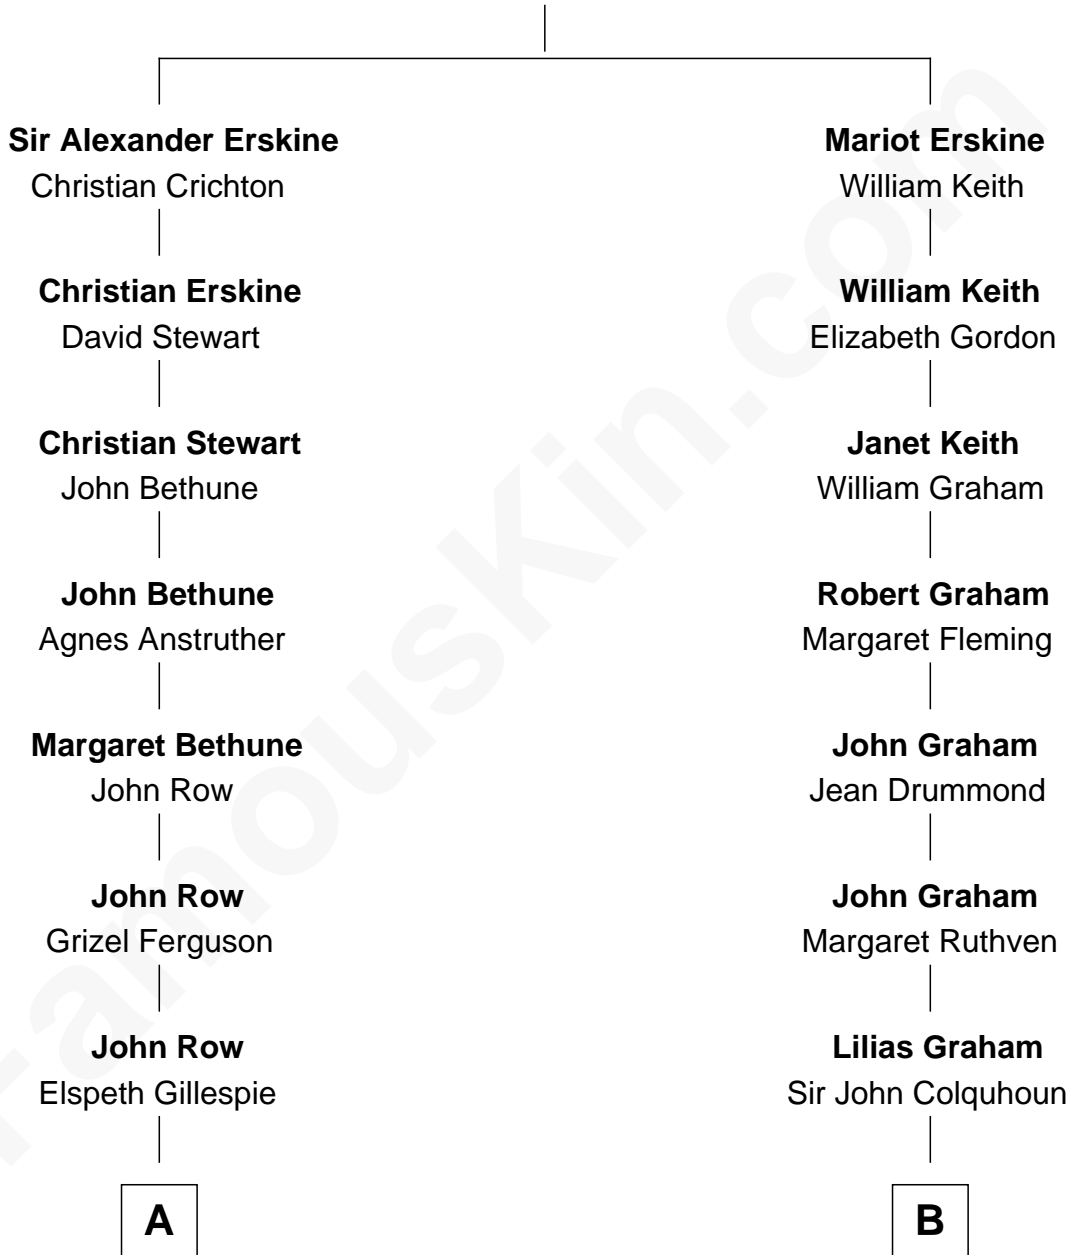 Sir Alexander Erskine
Christian Crichton
Christian Erskine
David Stewart
Christian Stewart
John Bethune
John Bethune
Agnes Anstruther
Margaret Bethune
John Row
John Row
Grizel Ferguson
John Row
Elspeth Gillespie
A
Mariot Erskine
William Keith
William Keith
Elizabeth Gordon
Janet Keith
William Graham
Robert Graham
Margaret Fleming
John Graham
Jean Drummond
John Graham
Margaret Ruthven
Lilias Graham
Sir John Colquhoun
B
FamousKin.com